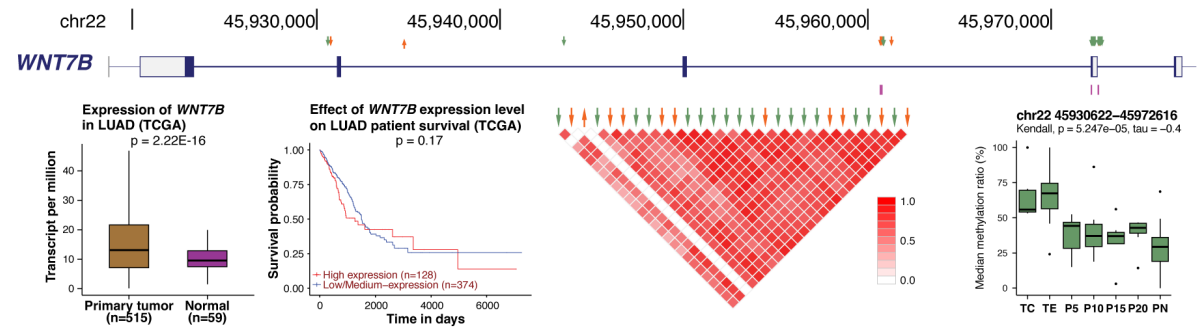 chr22 45,930,000 45,940,000 45,950,000 45,960,000 45,970,000
WNT7B
Expression of WNT7B
in LUAD (TCGA)
p = 2.22E-16
Transcript per million
40
30
20
10
0
Primary tumor
(n=515)
Normal
(n=59)
Effect of WNT7B expression level
on LUAD patient survival (TCGA)
p = 0.17
Survival probability
1.00
0.75
0.50
0.25
0.00
High expression (n=128)
Low/Medium−expression (n=374)
0 2000 4000 6000
Time in days
1.0
0.5
0.0
chr22 45930622−45972616
Kendall, p = 5.247e−05, tau = −0.4
Median methylation ratio (%)
100
75
50
25
0
TC TE P5 P10 P15 P20 PN